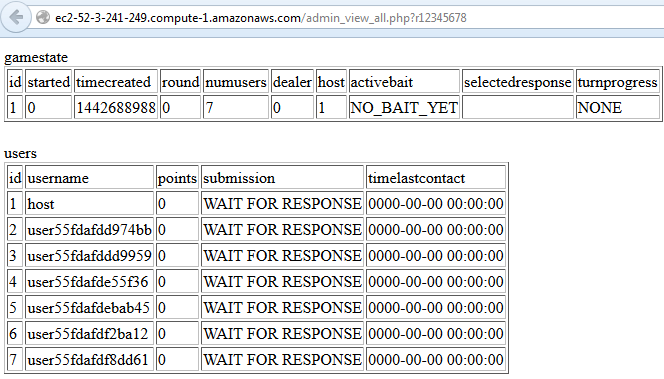 ec2-52-3-241-249.compute-1.amazonaws.com/admin_view_all.php?r12345678
gamestate
id started timecreated round numusers dealer host activebait selectedresponse turnprogress
1 0 1442688988 0 7 0 1 NO_BAIT_YET NONE
users
id username points submission timelastcontact
1 host 0 WAIT FOR RESPONSE 0000-00-00 00:00:00
2 user55fdafdd974bb 0 WAIT FOR RESPONSE 0000-00-00 00:00:00
3 user55fdafddd9959 0 WAIT FOR RESPONSE 0000-00-00 00:00:00
4 user55fdafde55f36 0 WAIT FOR RESPONSE 0000-00-00 00:00:00
5 user55fdafdebab45 0 WAIT FOR RESPONSE 0000-00-00 00:00:00
6 user55fdafdf2ba12 0 WAIT FOR RESPONSE 0000-00-00 00:00:00
7 user55fdafdf8dd61 0 WAIT FOR RESPONSE 0000-00-00 00:00:00